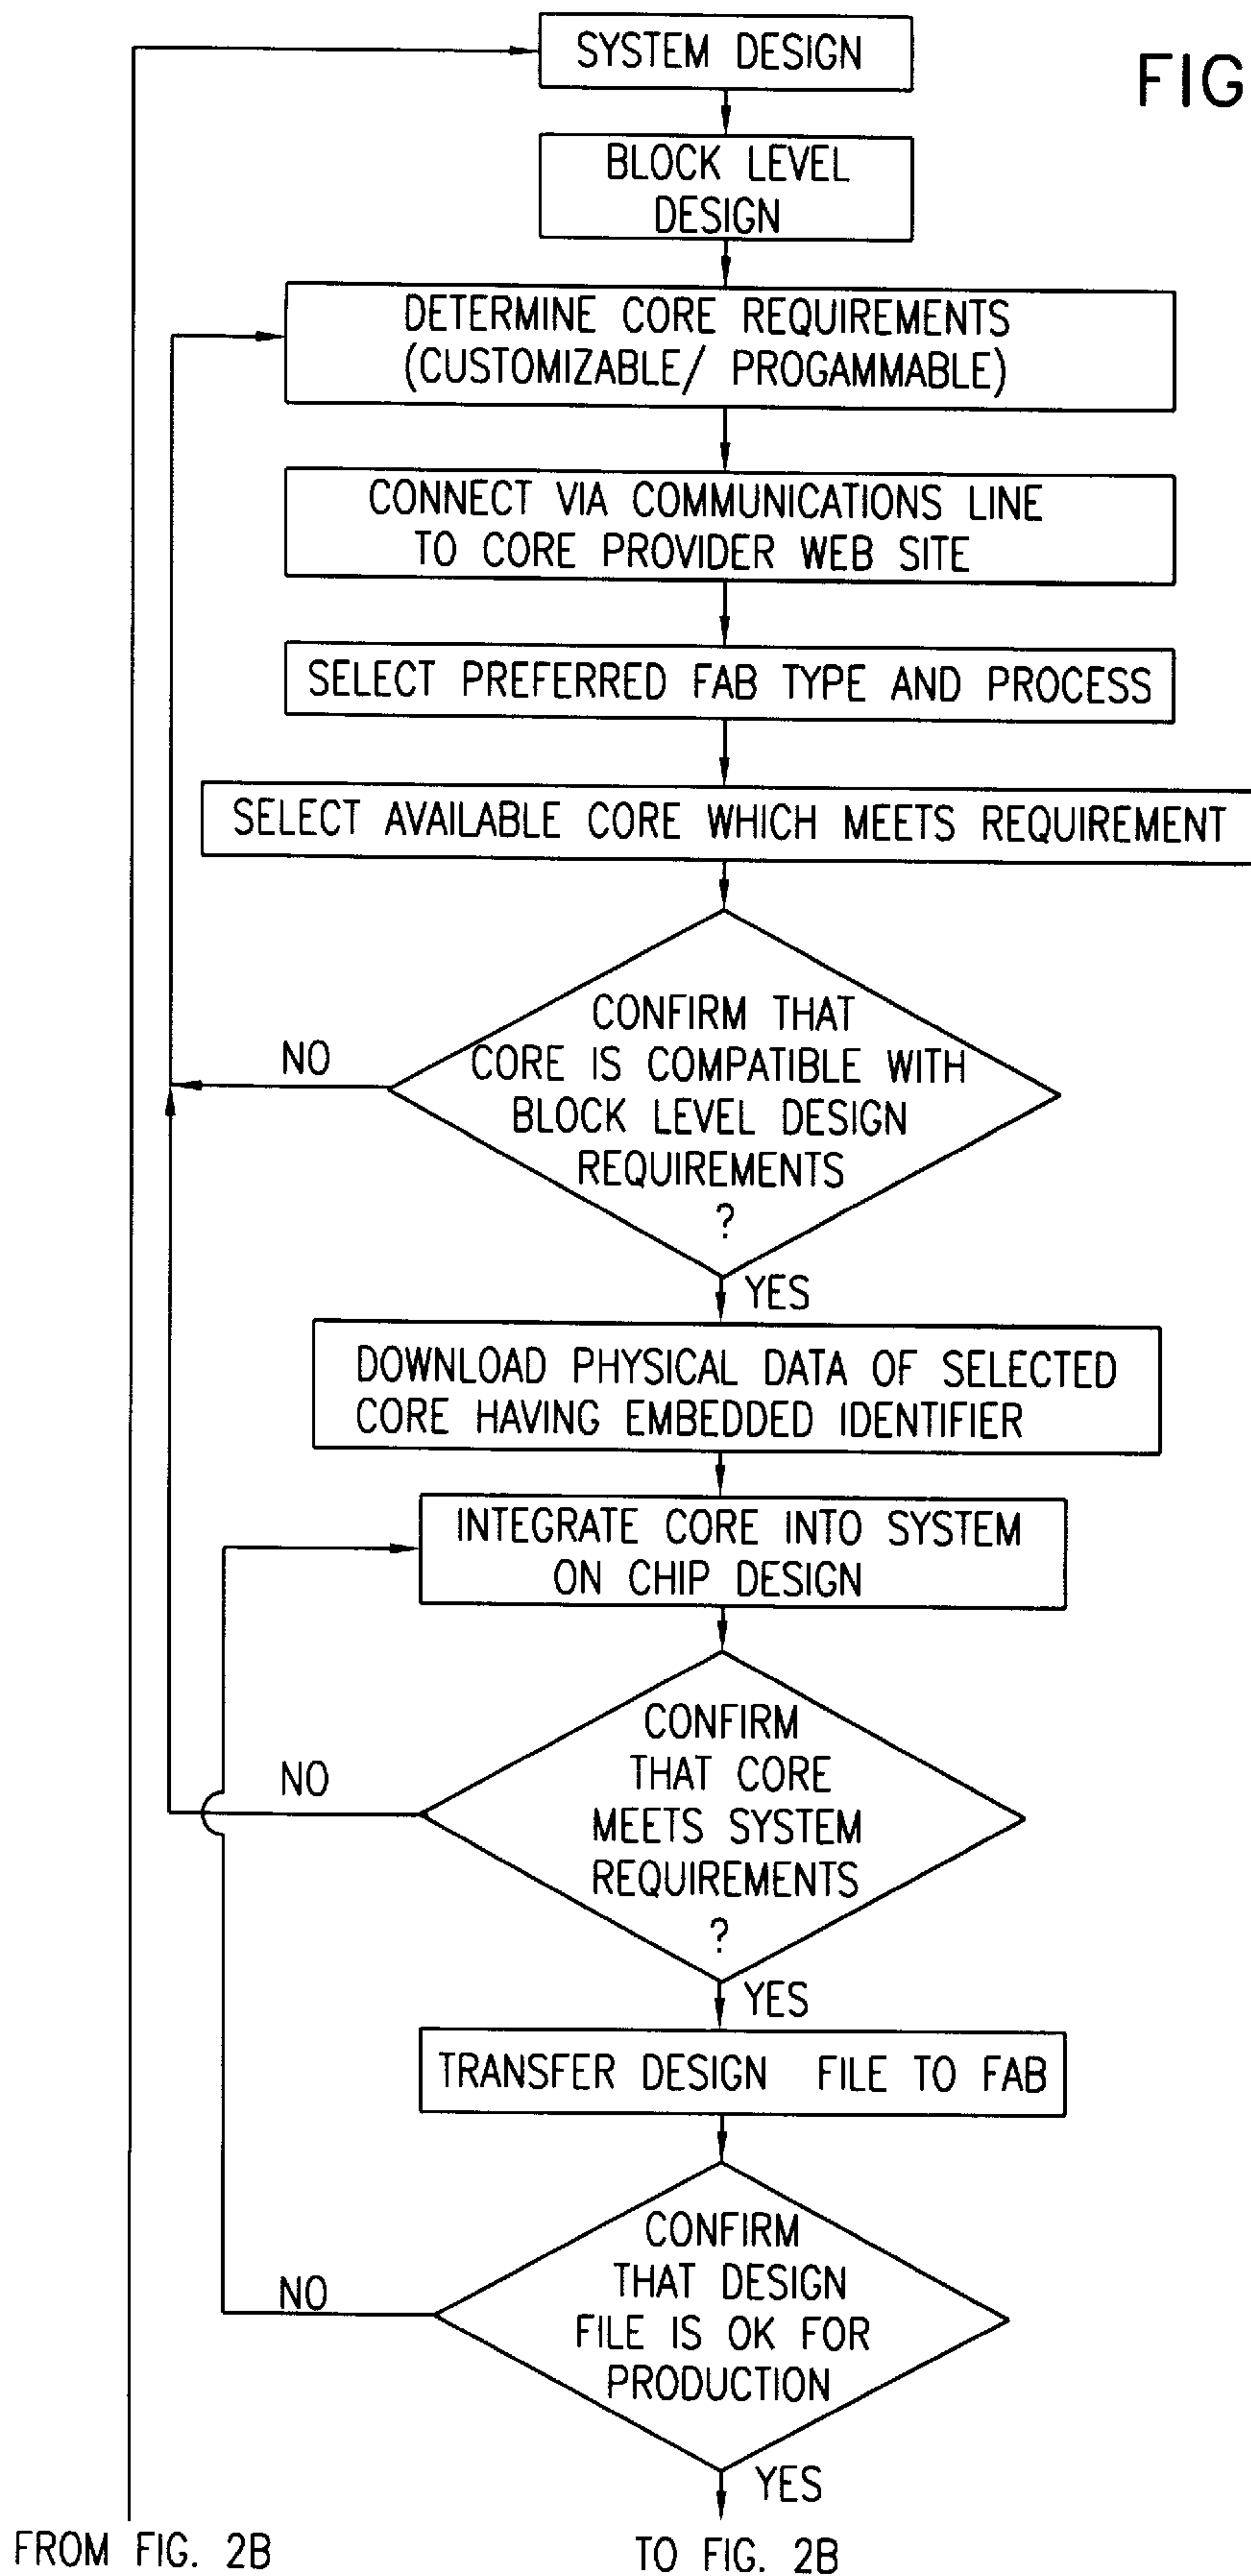 SYSTEM DESIGN
FIG
BLOCK LEVEL
DESIGN
DETERMINE CORE REQUIREMENTS
(CUSTOMIZABLE/ PROGAMMABLE)
CONNECT VIA COMMUNICATIONS LINE
TO CORE PROVIDER WEB SITE
SELECT PREFERRED FAB TYPE AND PROCESS
SELECT AVAILABLE CORE WHICH MEETS REQUIREMENT
CONFIRM THAT
CORE IS COMPATIBLE WITH
BLOCK LEVEL DESIGN
REQUIREMENTS
?
NO
YES
DOWNLOAD PHYSICAL DATA OF SELECTED
CORE HAVING EMBEDDED IDENTIFIER
INTEGRATE CORE INTO SYSTEM
ON CHIP DESIGN
CONFIRM
THAT CORE
MEETS SYSTEM
REQUIREMENTS
?
NO
YES
TRANSFER DESIGN FILE TO FAB
CONFIRM
THAT DESIGN
FILE IS OK FOR
PRODUCTION
NO
YES
FROM FIG. 2B
TO FIG. 2B